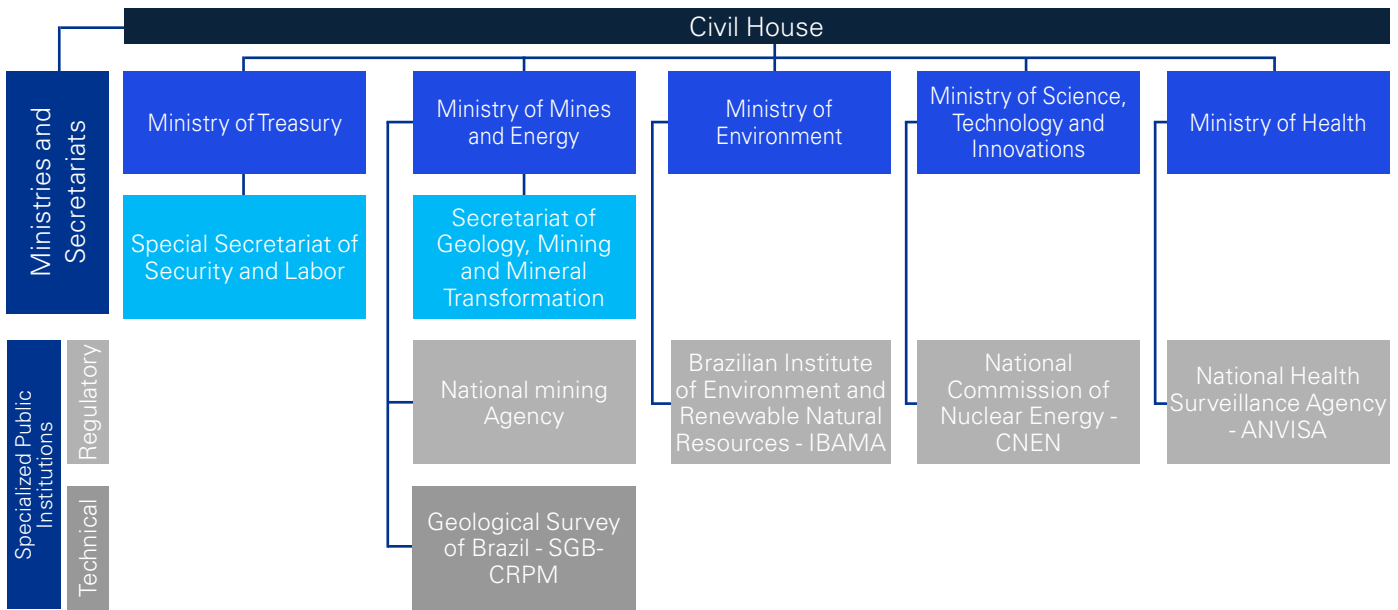 Civil House
Ministries and
Secretariats
Ministry of Treasury
Ministry of Mines
and Energy
Ministry of
Environment
Ministry of Science,
Technology and
Innovations
Ministry of Health
Special Secretariat of
Security and Labor
Secretariat of
Geology, Mining
and Mineral
Transformation
Specialized Public
Institutions
Regulatory
National mining
Agency
Brazilian Institute
of Environment and
Renewable Natural
Resources - IBAMA
National
Commission of
Nuclear Energy -
CNEN
National Health
Surveillance Agency
- ANVISA
Technical
Geological Survey
of Brazil - SGB-
CRPM